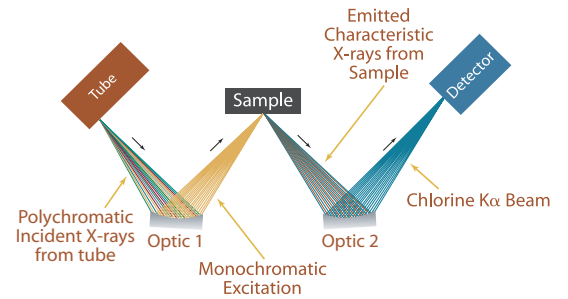 Emitted
Characteristic
X-rays from
Sample
Tube
Sample
Detector
Polychromatic
Incident X-rays
from tube
Optic 1
Monochromatic
Excitation
Optic 2
Chlorine Kα Beam